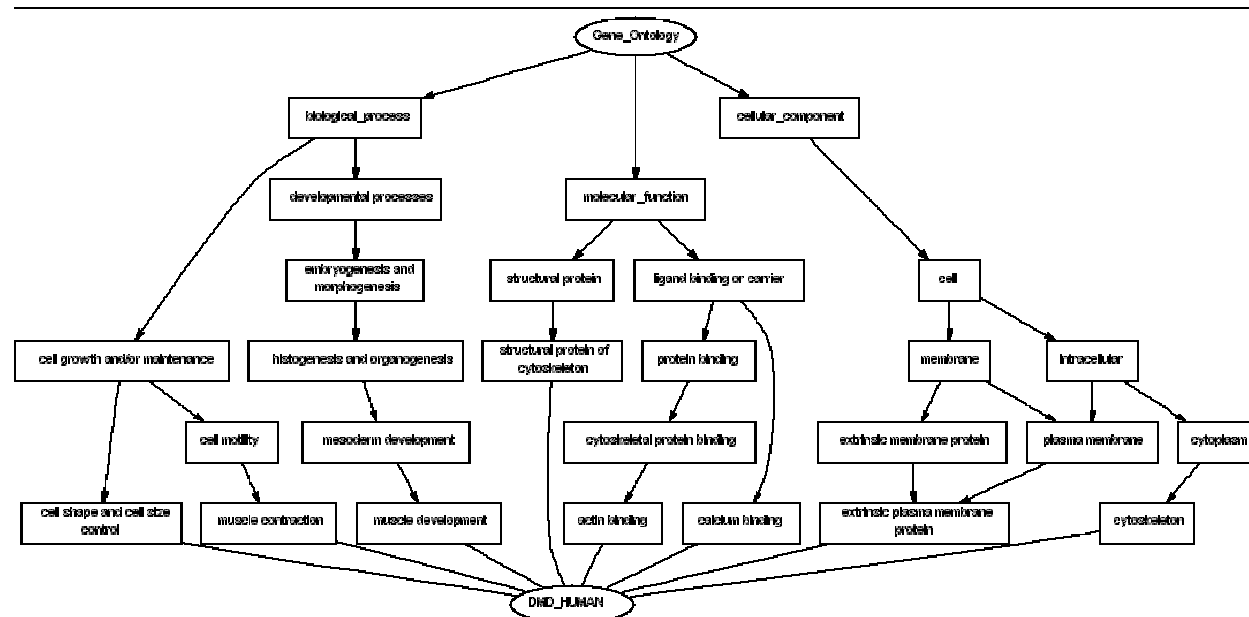 Gene_Ontology
biological_process
cellular_component
developmental processes
molecular_function
embryogenesis and
morphogenesis
structural protein
ligand binding or carrier
cell
cell growth and/or maintenance
histogenesis and organogenesis
structural protein of
cytoskeleton
protein binding
membrane
intracellular
cell motility
mesoderm development
cytoskeletal protein binding
extrinsic membrane protein
plasma membrane
cytoplasm
cell shape and cell size
control
muscle contraction
muscle development
actin binding
calcium binding
extrinsic plasma membrane
protein
cytoskeleton
DMD_HUMAN